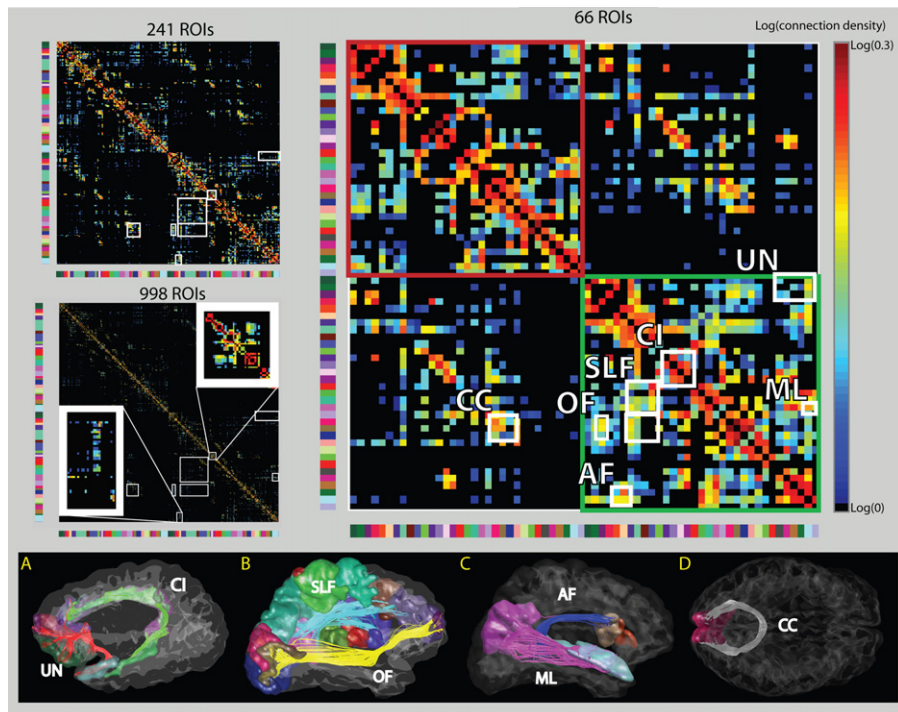 241 ROIs
66 ROIs
Log(connection density)
Log(0.3)
998 ROIs
UN
CI
SLF
CC
OF
ML
AF
Log(0)
A
CI
UN
B
SLF
OF
C
AF
ML
D
CC